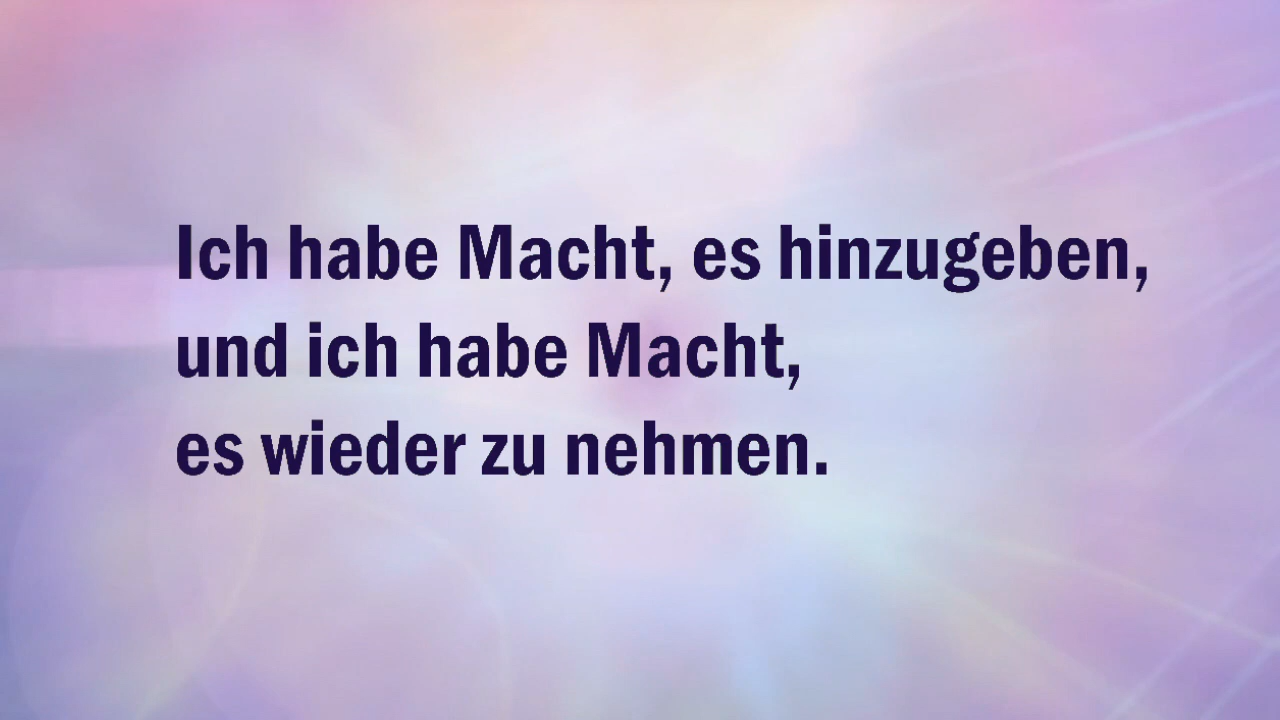 Ich habe Macht, es hinzugeben,
und ich habe Macht,
es wieder zu nehmen.